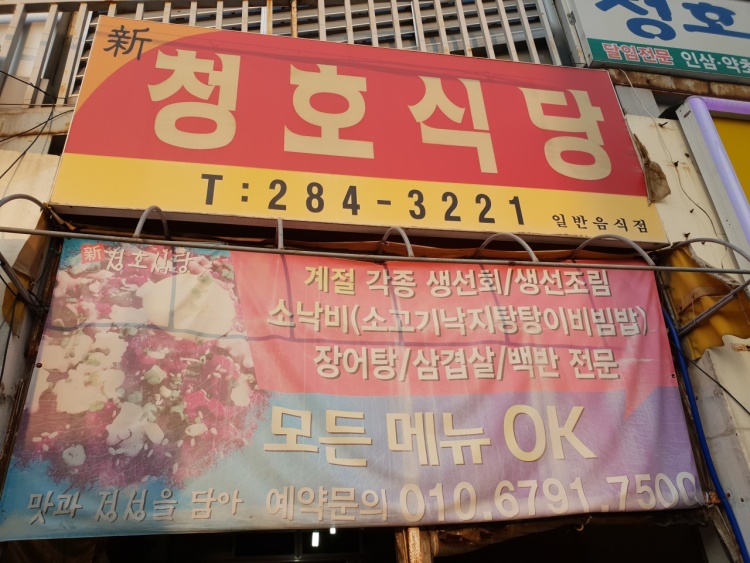 新
청호식당
T:284-3221
일반음식점
청호
달임전문 인삼·약초
新 청호식당
계절 각종 생선회/생선조림
소낙비(소고기낙지탕탕이비빔밥)
장어탕/삼겹살/백반 전문
모든 메뉴 OK
맛과 정성을 담아 예약문의 010.6791.7500